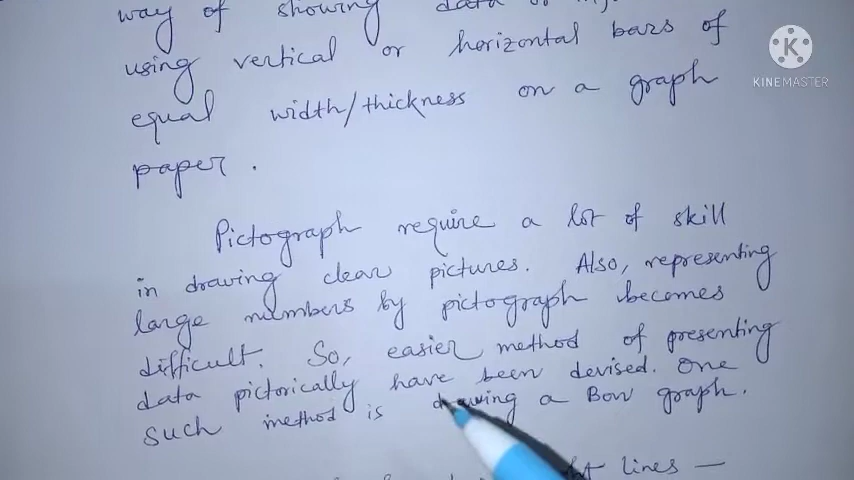 way of showing data
using vertical or horizontal bars of
equal width/thickness on a graph
paper.
Pictograph require a lot of skill
in drawing clear pictures. Also, representing
large numbers by pictograph becomes
difficult. So, easier method of presenting
data pictorically have been devised. One
such method is drawing a Bar graph.
lines —
K
KINEMASTER